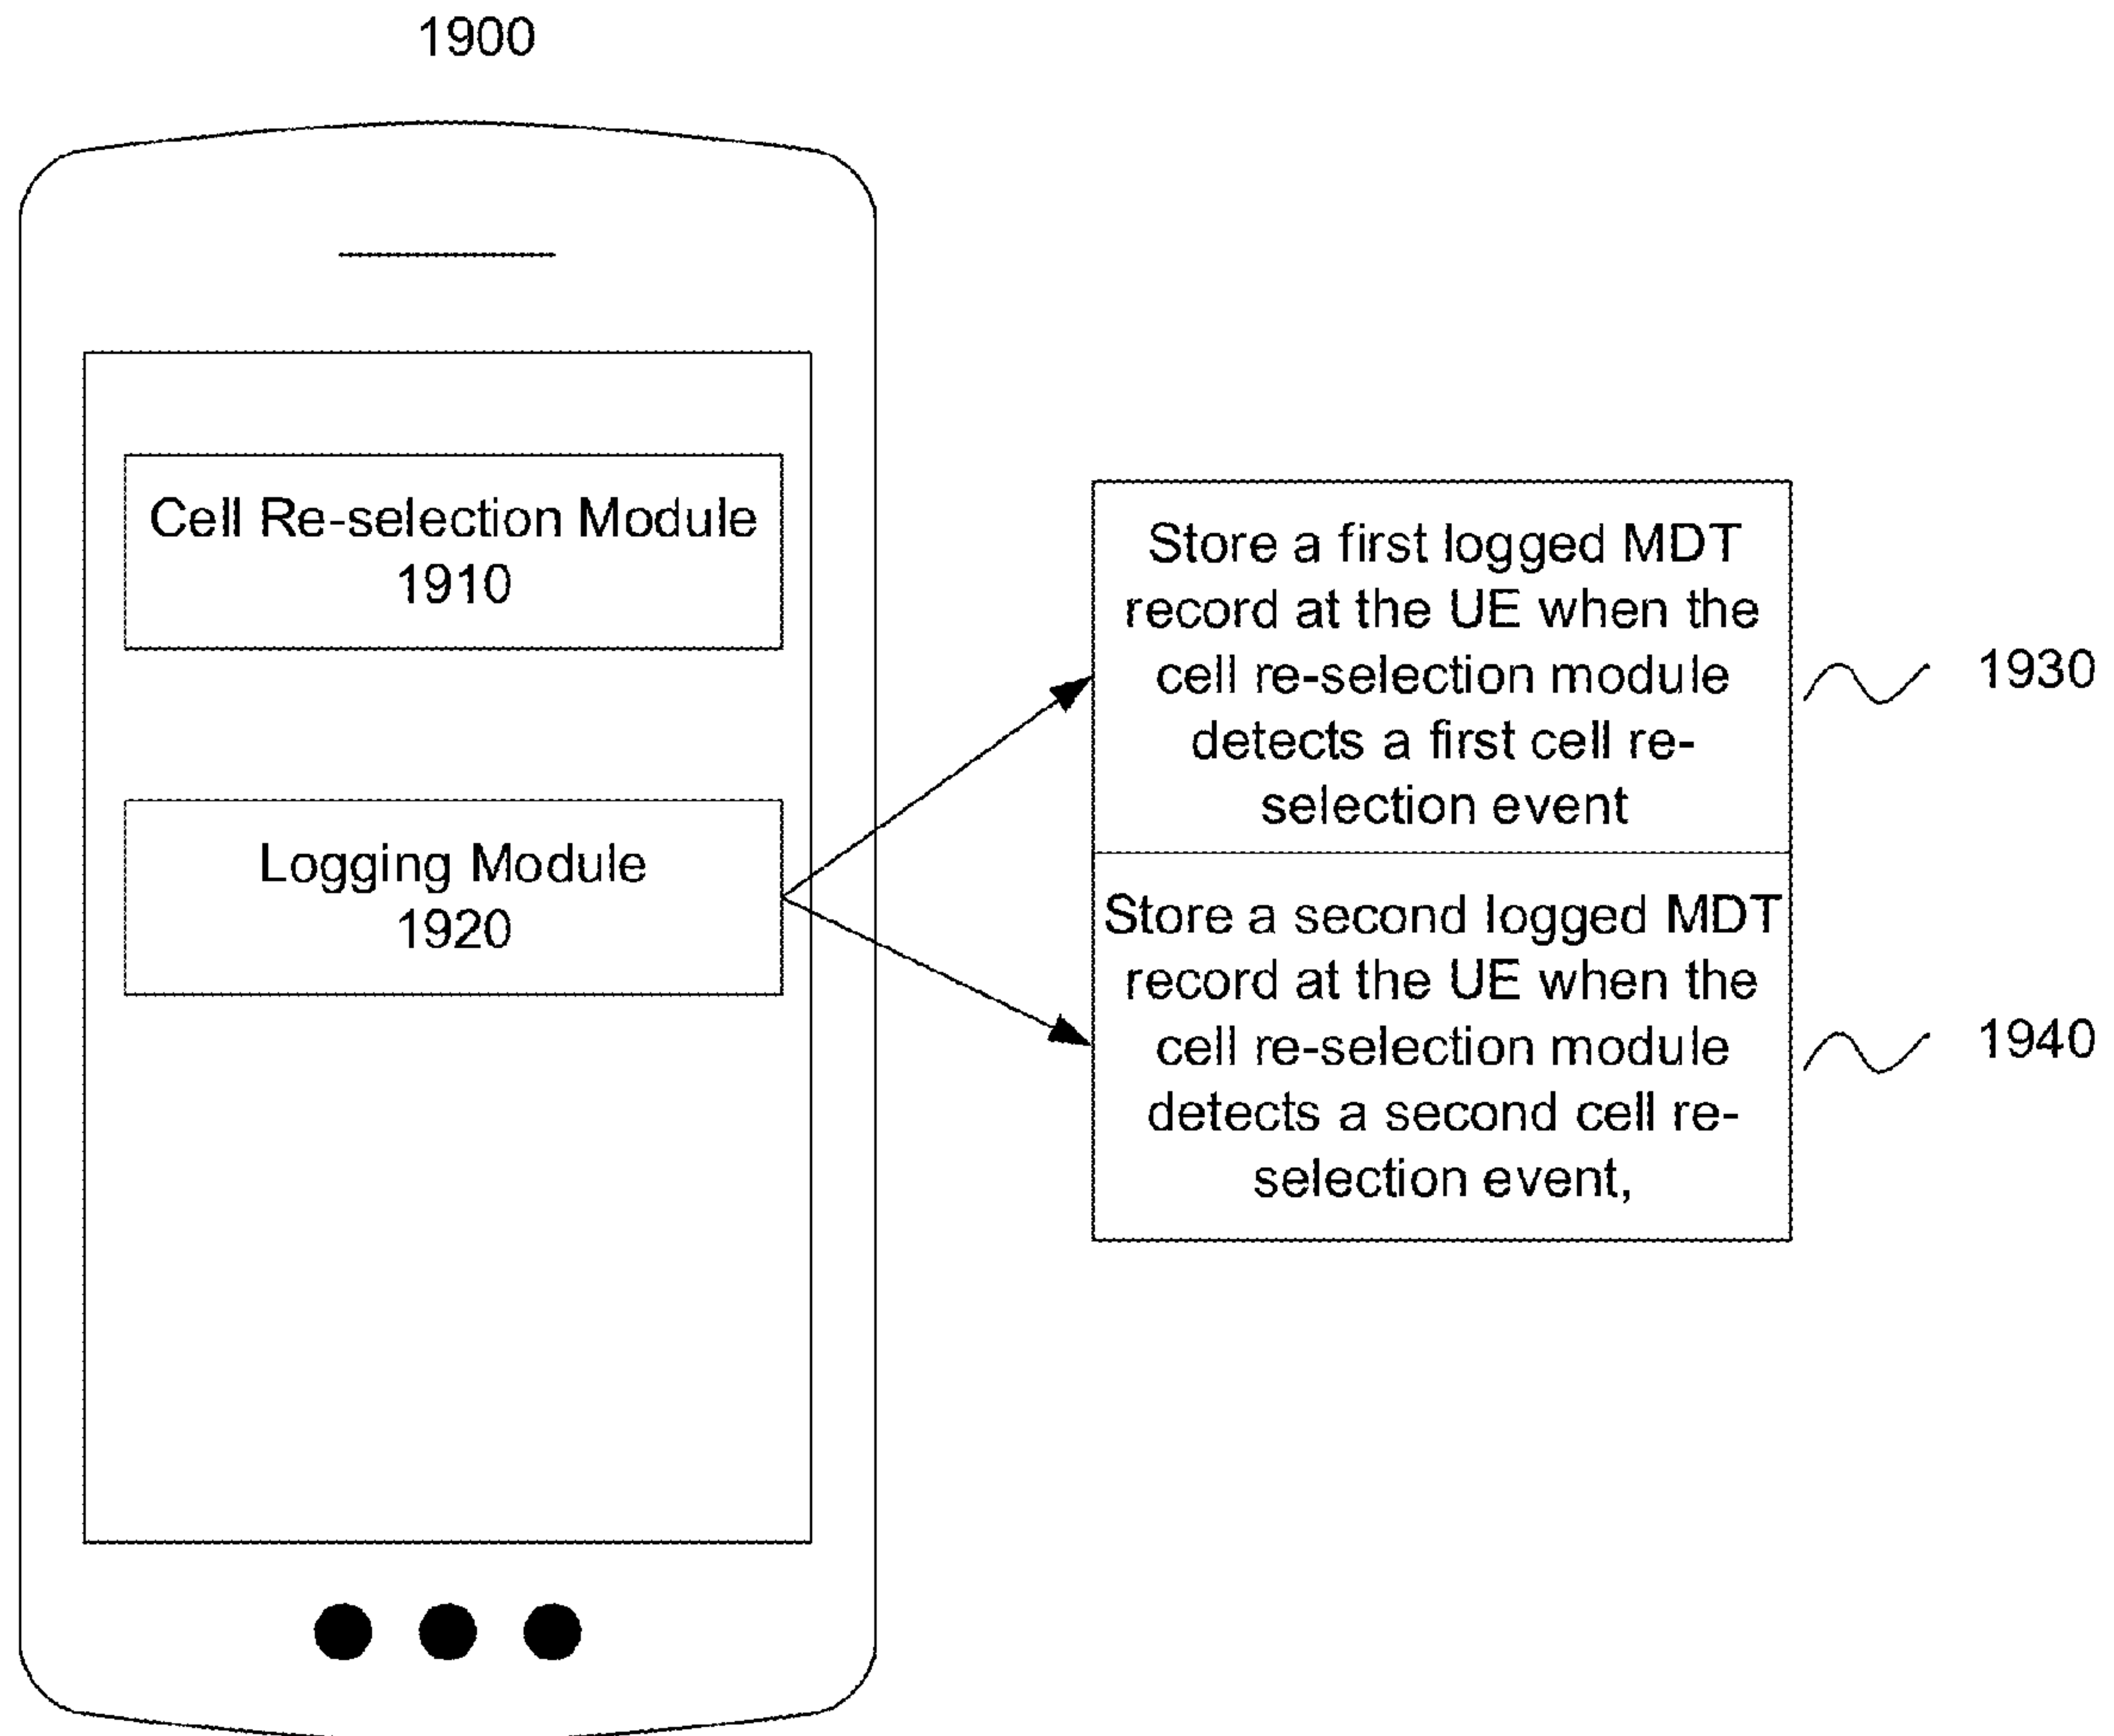 1900
Cell Re-selection Module
1910
Logging Module
1920
Store a first logged MDT
record at the UE when the
cell re-selection module
detects a first cell re-
selection event
1930
Store a second logged MDT
record at the UE when the
cell re-selection module
detects a second cell re-
selection event,
1940